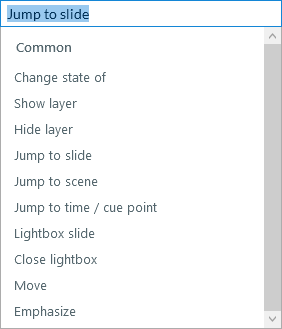 Jump to slide
Common
Change state of
Show layer
Hide layer
Jump to slide
Jump to scene
Jump to time / cue point
Lightbox slide
Close lightbox
Move
Emphasize